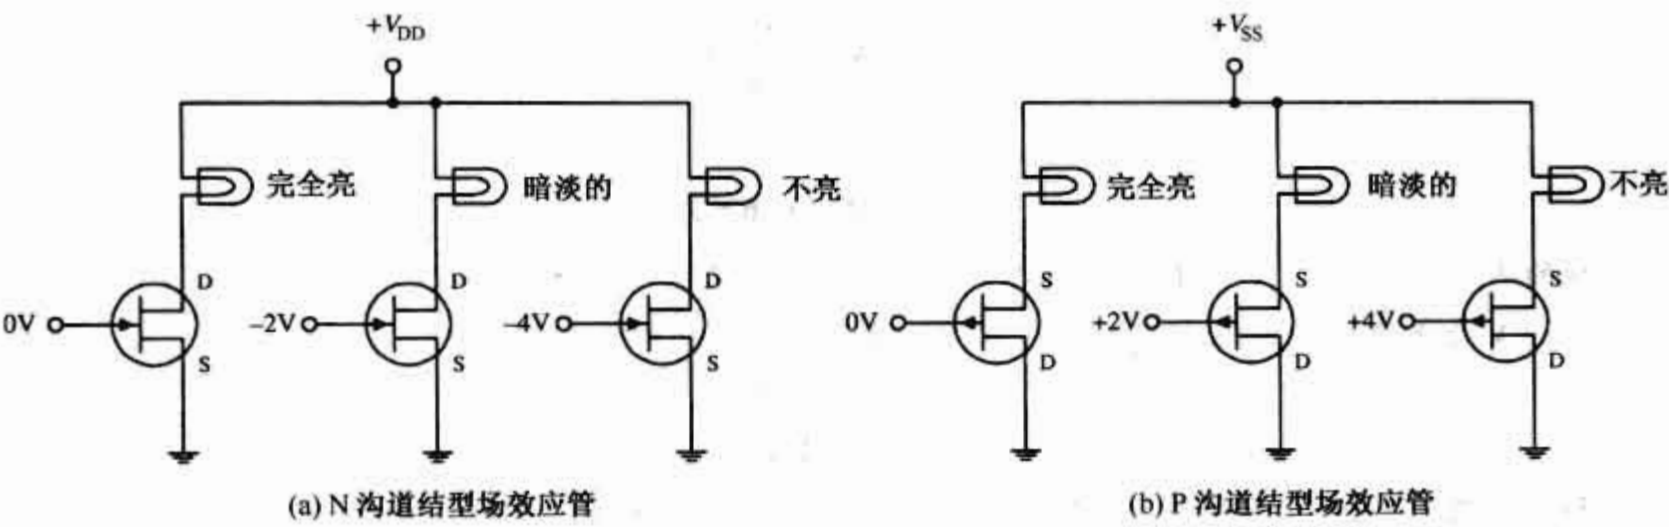 +VDD
完全亮
暗淡的
不亮
D
D
D
0V
−2V
−4V
S
S
S
(a) N 沟道结型场效应管
+VSS
完全亮
暗淡的
不亮
S
S
S
0V
+2V
+4V
D
D
D
(b) P 沟道结型场效应管